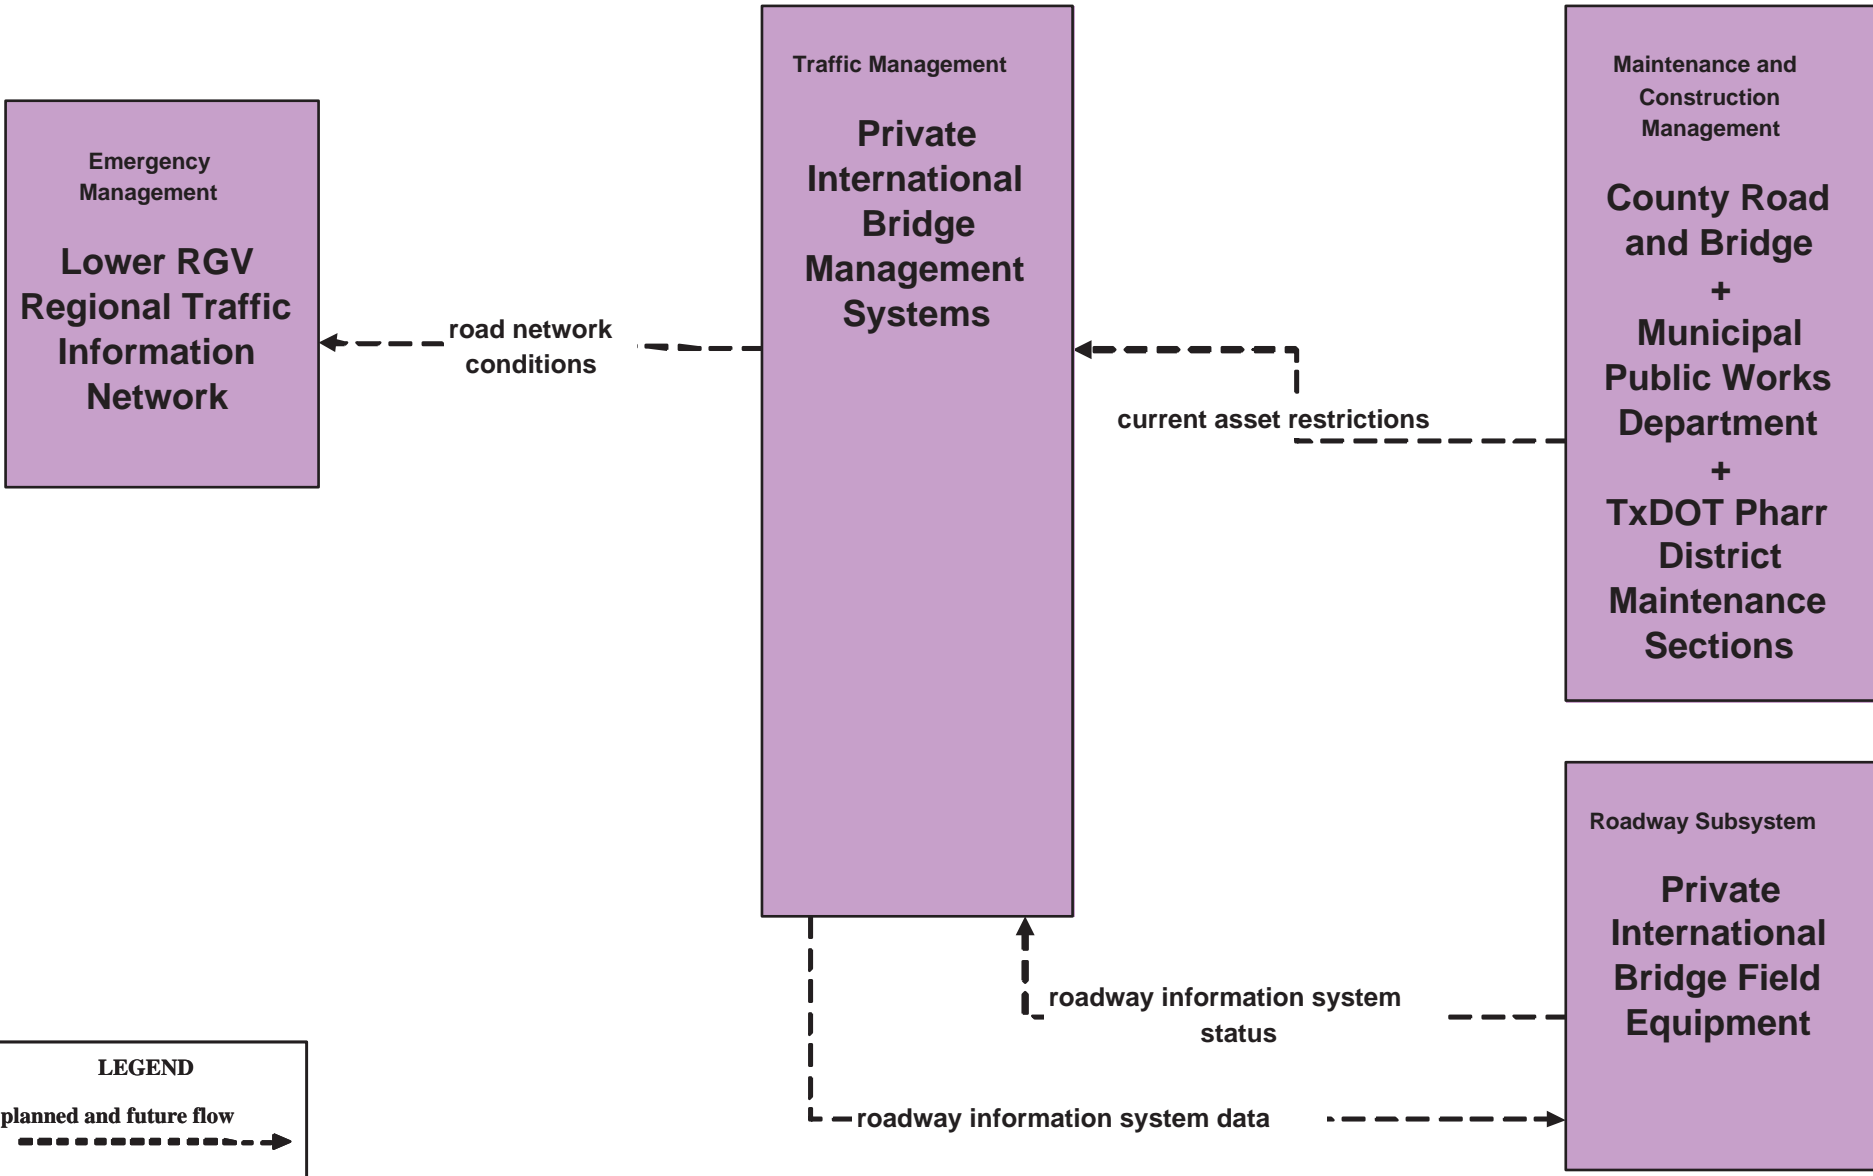 Emergency
Management
Lower RGV
Regional Traffic
Information
Network
road network
conditions
Traffic Management
Private
International
Bridge
Management
Systems
current asset restrictions
Maintenance and
Construction
Management
County Road
and Bridge
+
Municipal
Public Works
Department
+
TxDOT Pharr
District
Maintenance
Sections
Roadway Subsystem
Private
International
Bridge Field
Equipment
roadway information system
status
roadway information system data
LEGEND
planned and future flow